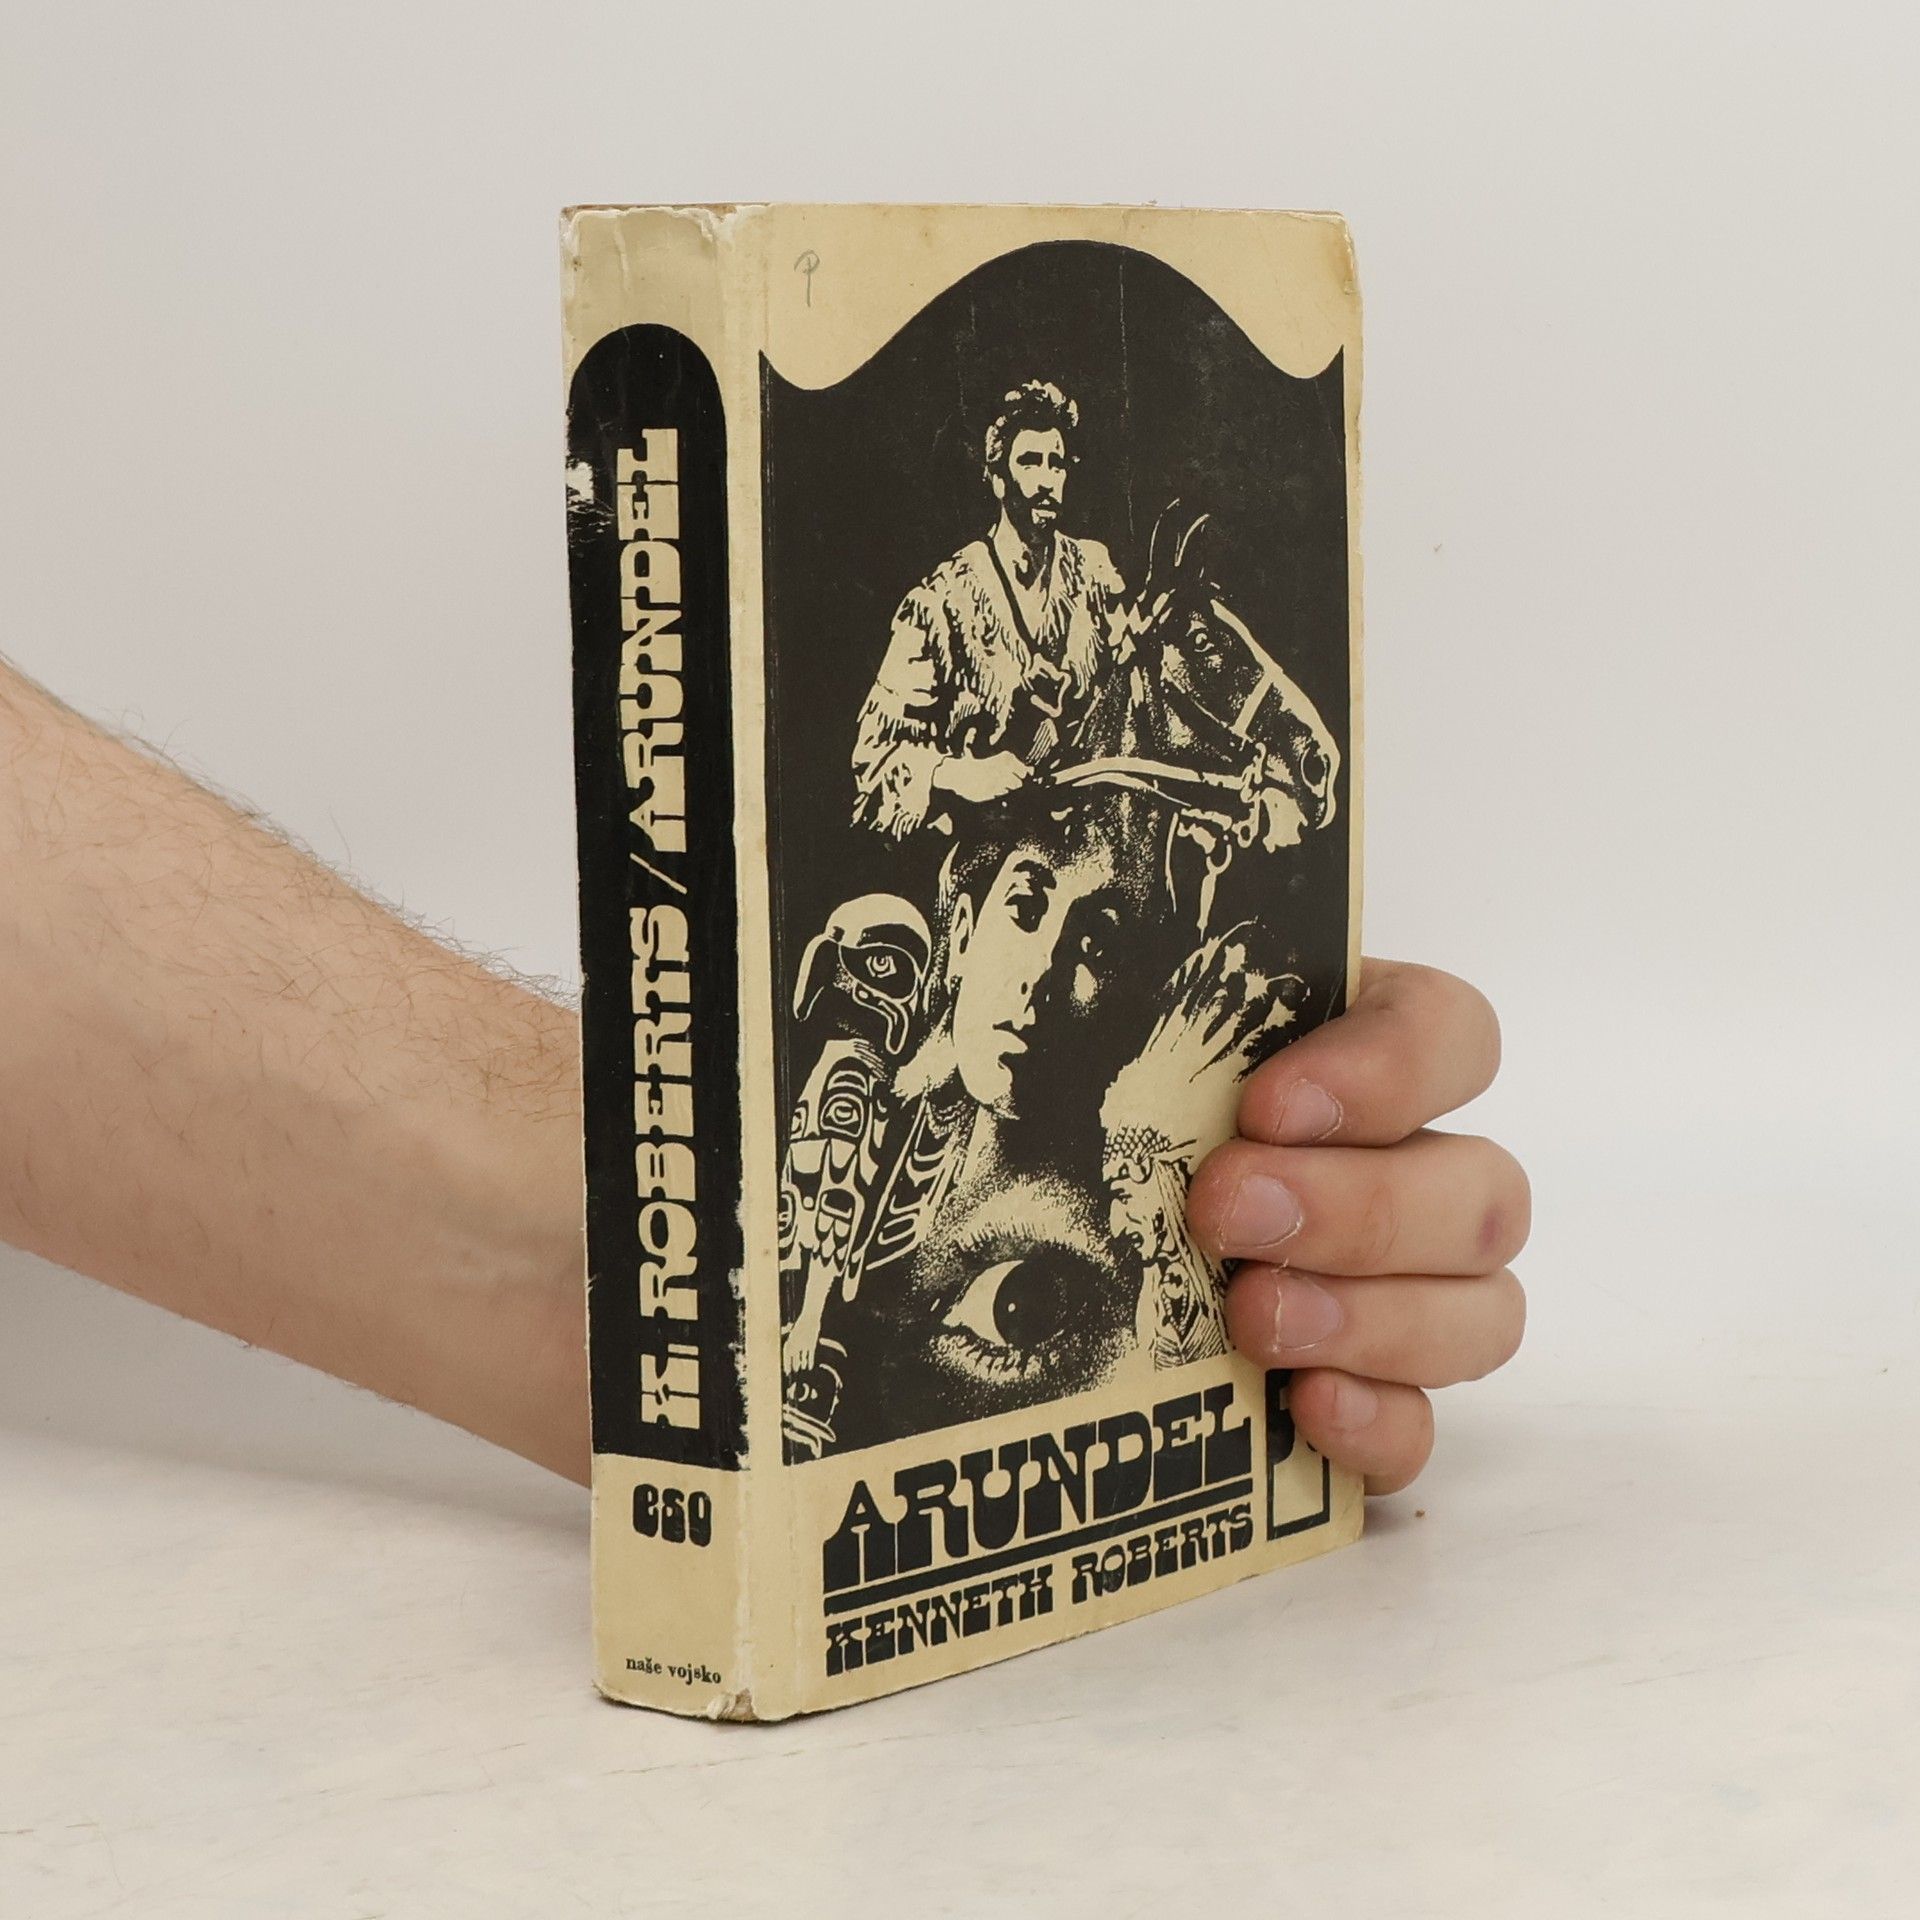 K. ROBERTS / ARUNDEL
eso
naše vojsko
P
ARUNDEL
KENNETH ROBERTS